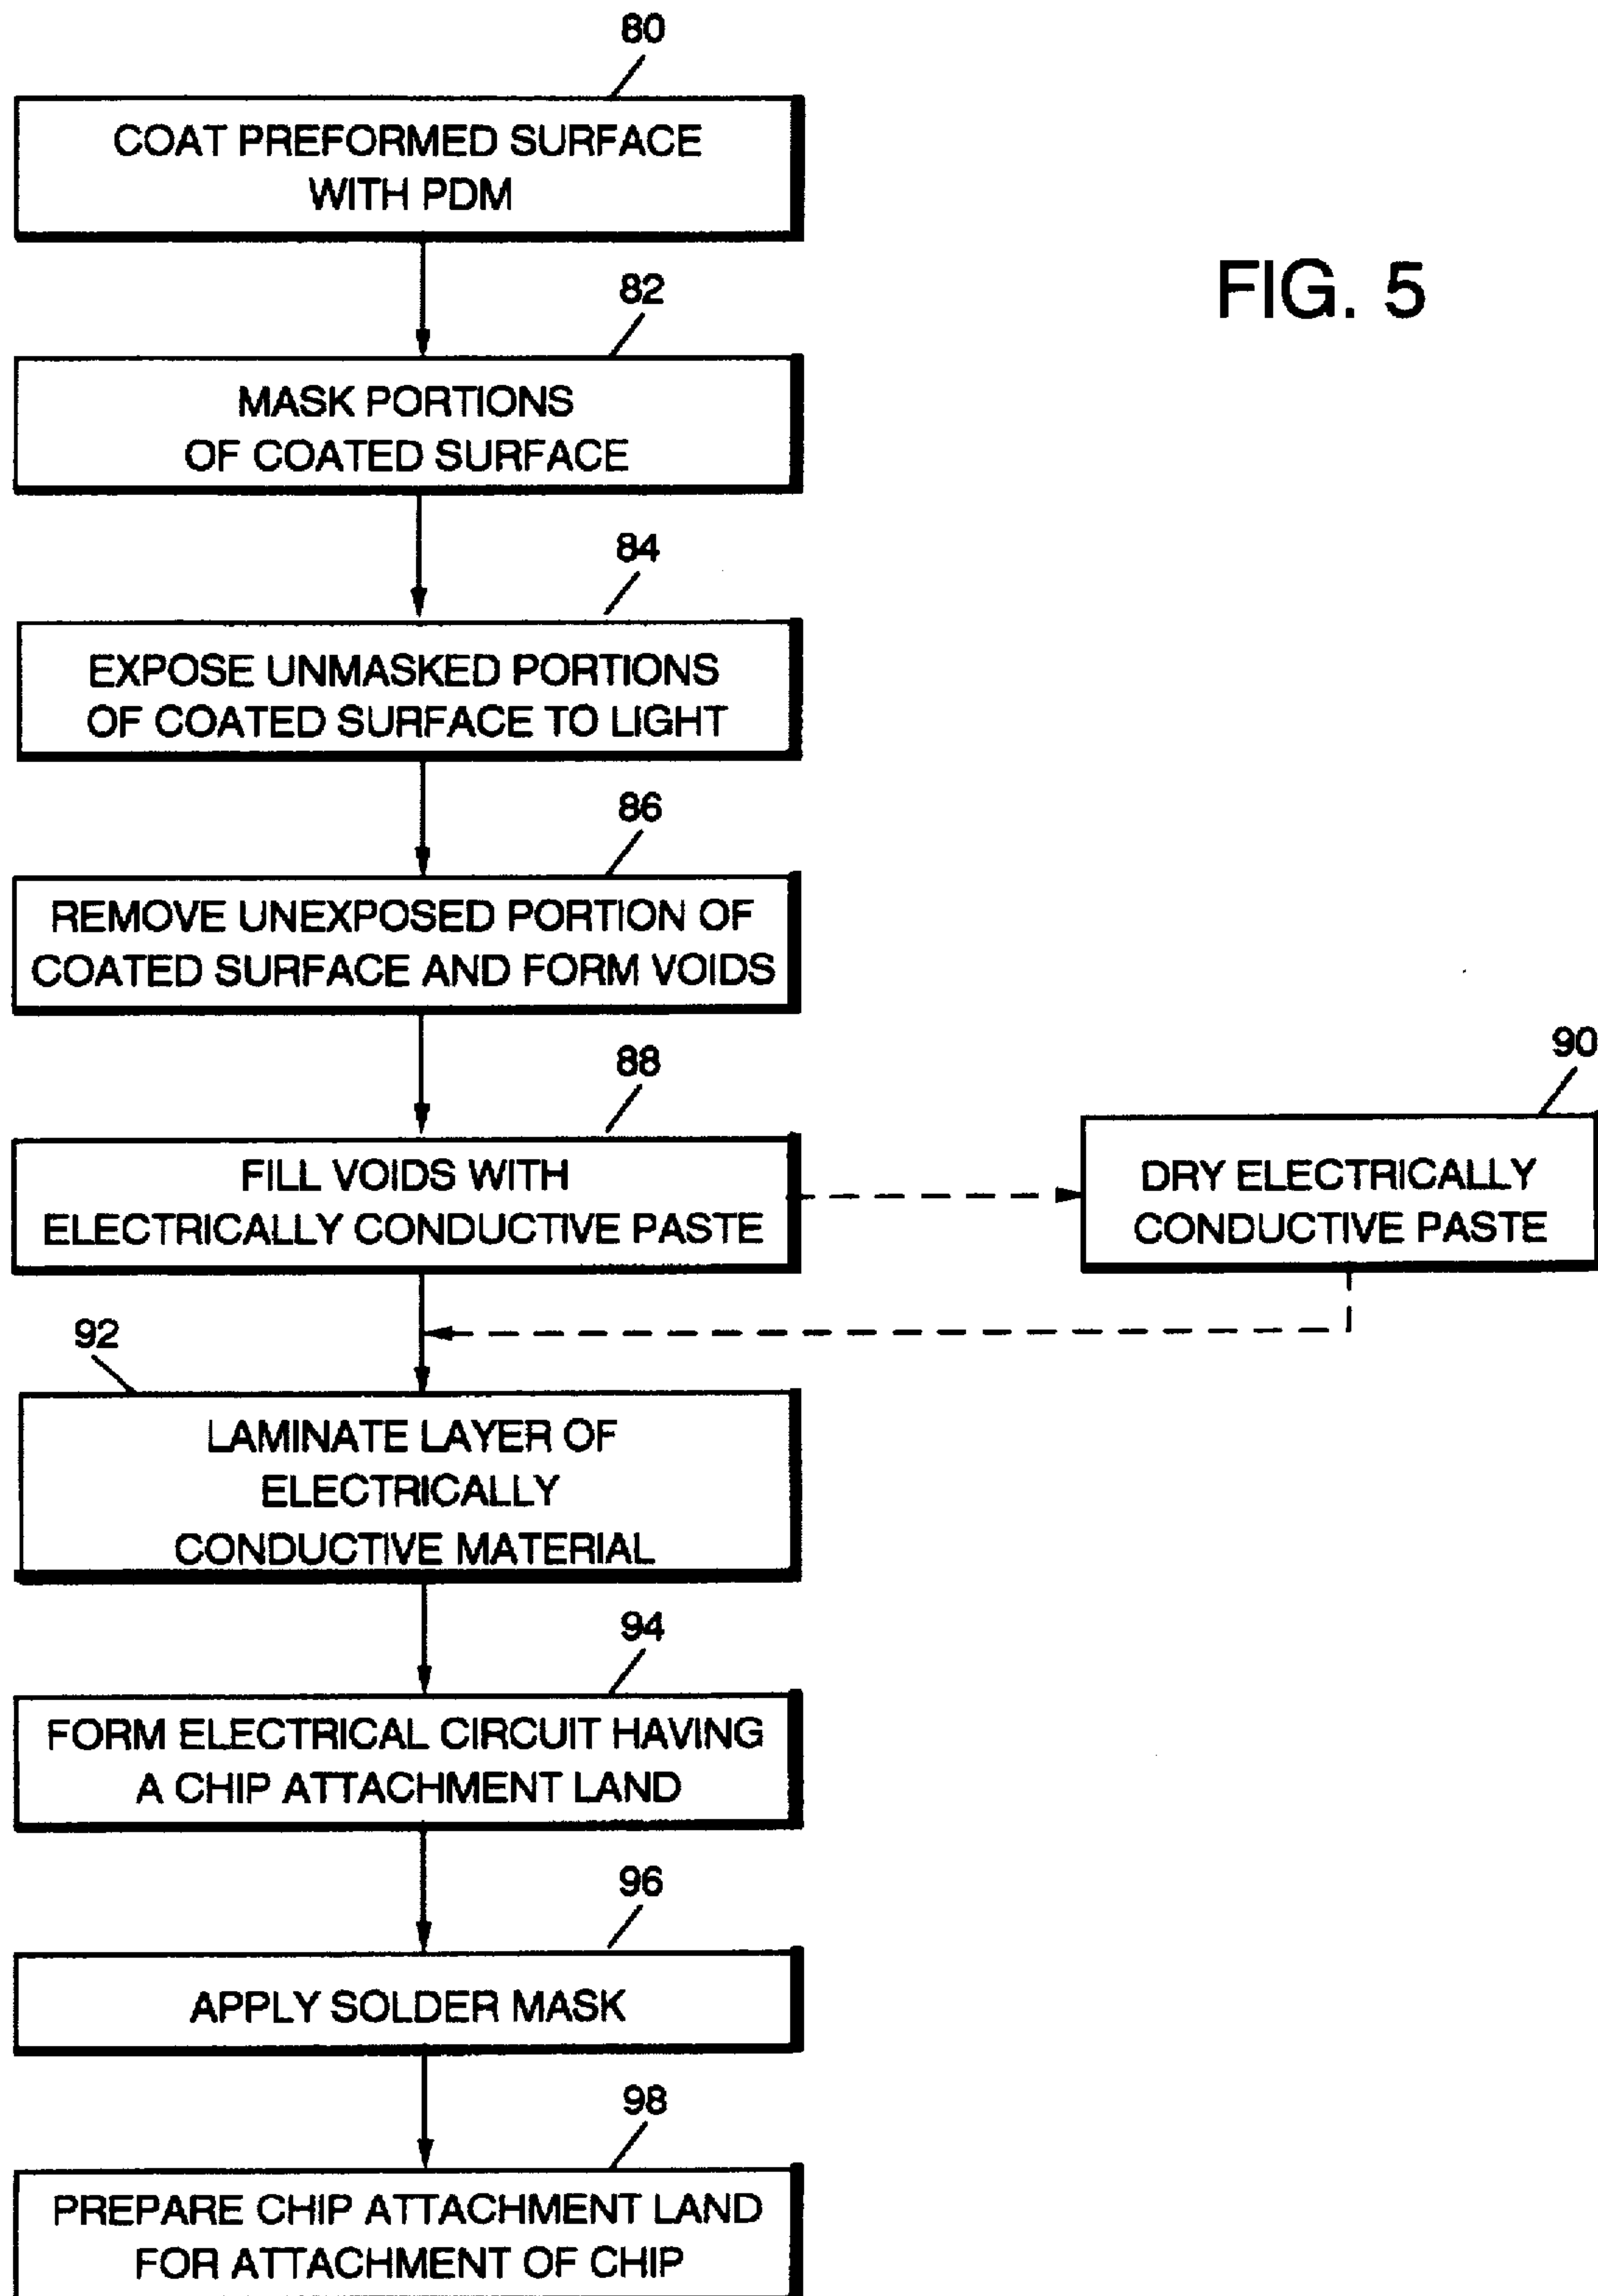 80
COAT PREFORMED SURFACE
WITH PDM
FIG. 5
82
MASK PORTIONS
OF COATED SURFACE
84
EXPOSE UNMASKED PORTIONS
OF COATED SURFACE TO LIGHT
86
REMOVE UNEXPOSED PORTION OF
COATED SURFACE AND FORM VOIDS
88
FILL VOIDS WITH
ELECTRICALLY CONDUCTIVE PASTE
90
DRY ELECTRICALLY
CONDUCTIVE PASTE
92
LAMINATE LAYER OF
ELECTRICALLY
CONDUCTIVE MATERIAL
94
FORM ELECTRICAL CIRCUIT HAVING
A CHIP ATTACHMENT LAND
96
APPLY SOLDER MASK
98
PREPARE CHIP ATTACHMENT LAND
FOR ATTACHMENT OF CHIP